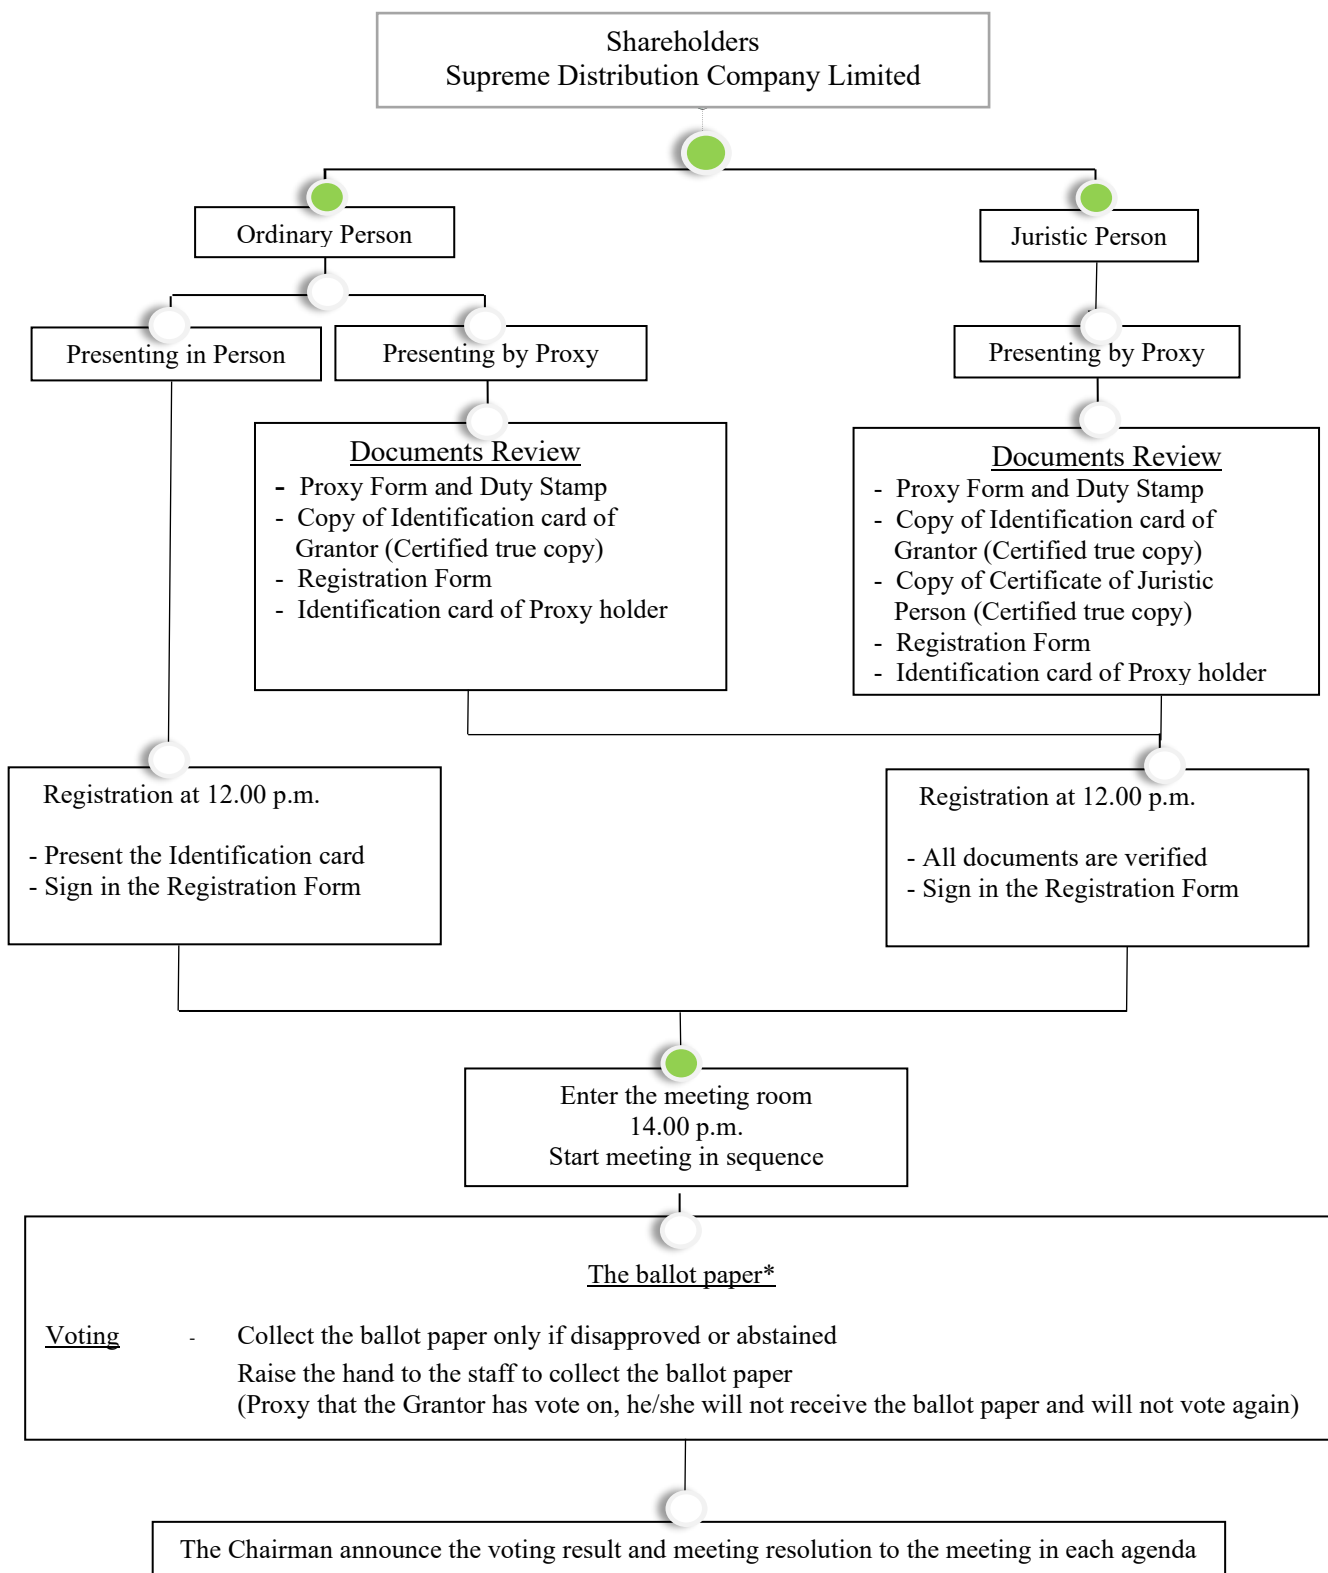 Shareholders
Supreme Distribution Company Limited
Ordinary Person
Juristic Person
Presenting in Person
Presenting by Proxy
Presenting by Proxy
Documents Review
- Proxy Form and Duty Stamp
- Copy of Identification card of
Grantor (Certified true copy)
- Registration Form
- Identification card of Proxy holder
Documents Review
- Proxy Form and Duty Stamp
- Copy of Identification card of
Grantor (Certified true copy)
- Copy of Certificate of Juristic
Person (Certified true copy)
- Registration Form
- Identification card of Proxy holder
Registration at 12.00 p.m.
- Present the Identification card
- Sign in the Registration Form
Registration at 12.00 p.m.
- All documents are verified
- Sign in the Registration Form
Enter the meeting room
14.00 p.m.
Start meeting in sequence
The ballot paper*
Voting - Collect the ballot paper only if disapproved or abstained
Raise the hand to the staff to collect the ballot paper
(Proxy that the Grantor has vote on, he/she will not receive the ballot paper and will not vote again)
The Chairman announce the voting result and meeting resolution to the meeting in each agenda